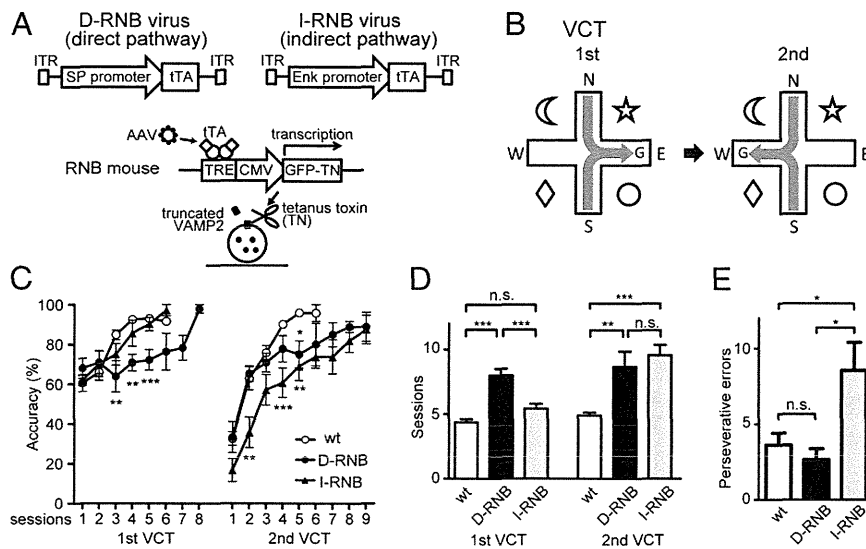 A
D-RNB virus
(direct pathway)
I-RNB virus
(indirect pathway)
ITR
ITR
SP promoter
tTA
ITR
ITR
Enk promoter
tTA
AAV
tTA
transcription
RNB mouse
TRE
CMV
GFP-TN
truncated
VAMP2
tetanus toxin
(TN)
B
VCT
1st
2nd
N
W
G
E
S
N
W
G
E
S
C
Accuracy (%)
100
80
60
40
20
0
**
**
***
*
**
***
**
wt
D-RNB
I-RNB
sessions
1 2 3 4 5 6 7 8
1 2 3 4 5 6 7 8 9
1st VCT
2nd VCT
D
Sessions
10
5
0
n.s.
***
***
***
**
n.s.
wt
D-RNB
I-RNB
wt
D-RNB
I-RNB
1st VCT
2nd VCT
E
Perseverative errors
10
5
0
*
*
n.s.
wt
D-RNB
I-RNB